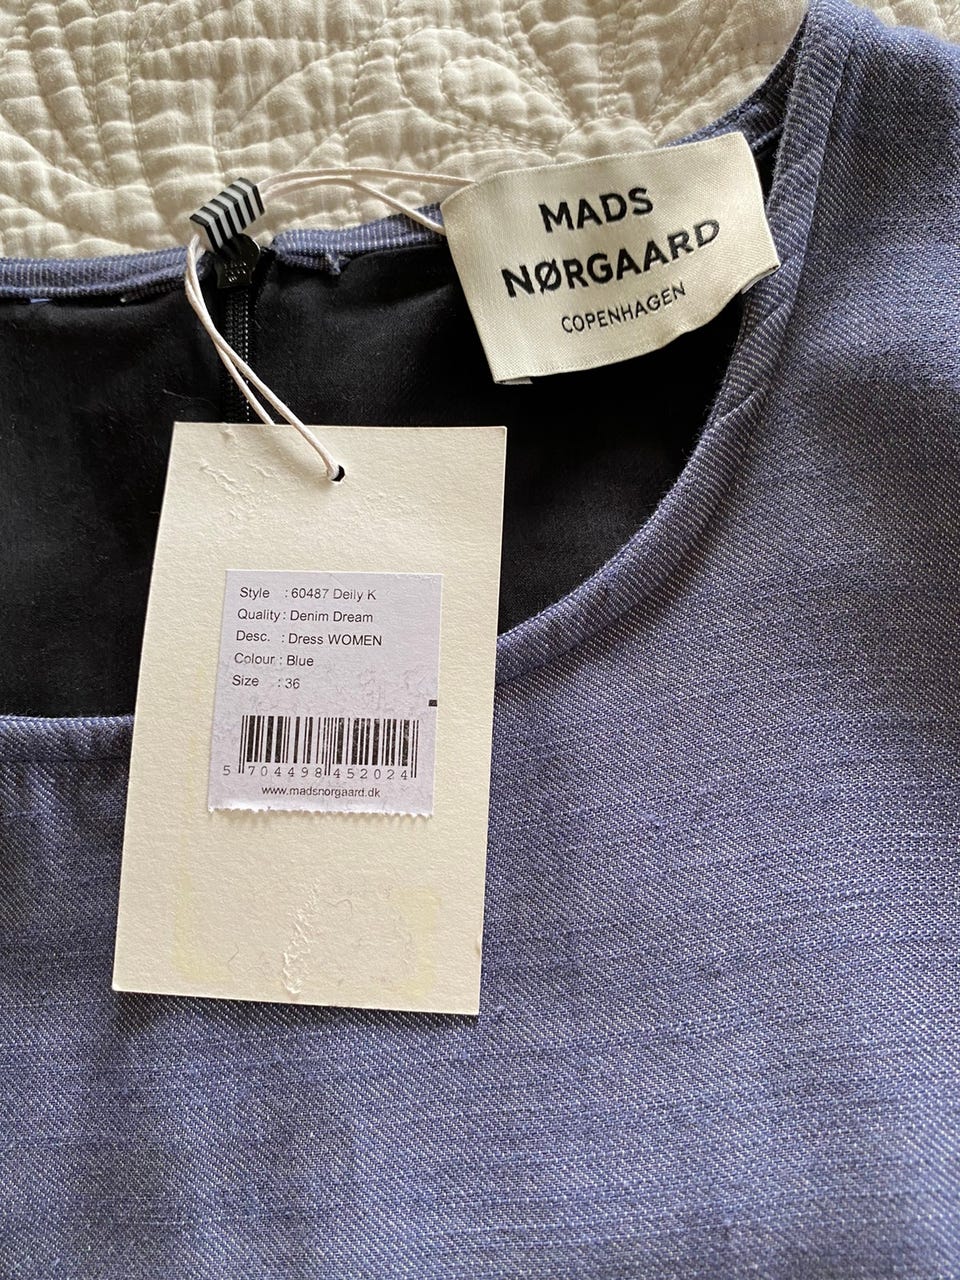 MADS
NØRGAARD
COPENHAGEN
Style : 60487 Deily K
Quality : Denim Dream
Desc. : Dress WOMEN
Colour : Blue
Size : 36
5 704498 452024
www.madsnorgaard.dk